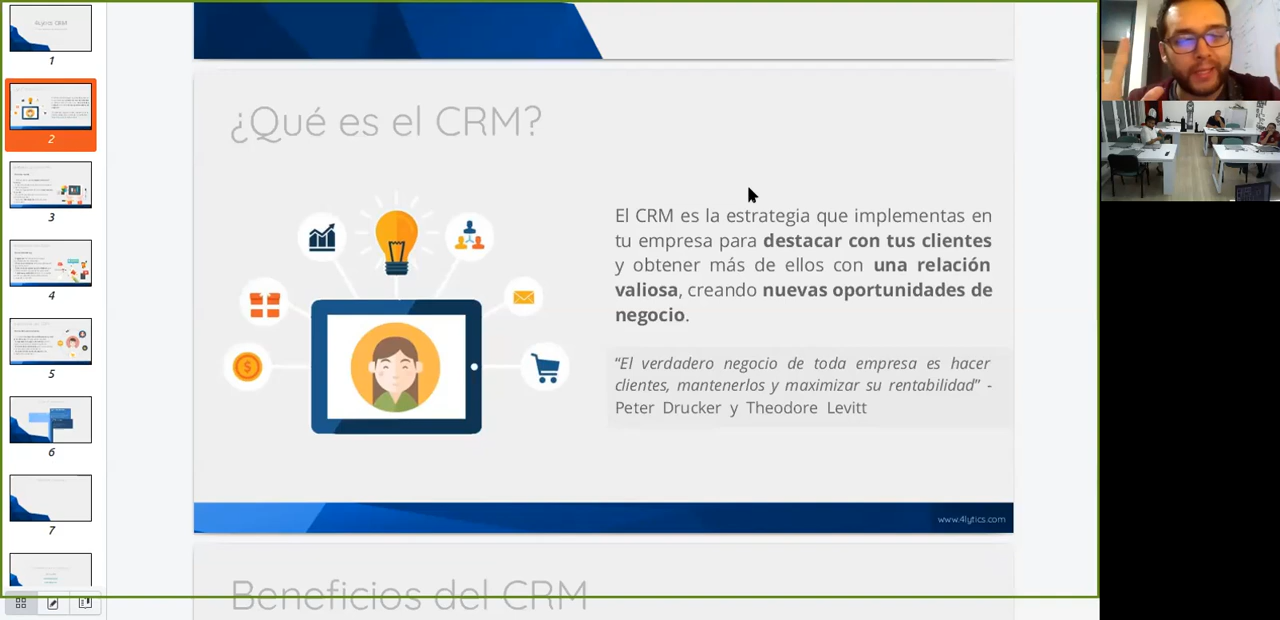 4lytics CRM
1
2
3
4
5
6
7
¿Qué es el CRM?
El CRM es la estrategia que implementas en
tu empresa para destacar con tus clientes
y obtener más de ellos con una relación
valiosa, creando nuevas oportunidades de
negocio.
“El verdadero negocio de toda empresa es hacer
clientes, mantenerlos y maximizar su rentabilidad” -
Peter Drucker y Theodore Levitt
www.4lytics.com
Beneficios del CRM